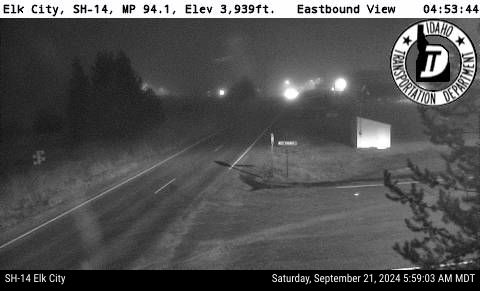 Elk City, SH-14, MP 94.1, Elev 3,939ft. Eastbound View 04:53:44
IDAHO
TRANSPORTATION DEPARTMENT
SH-14 Elk City
Saturday, September 21, 2024 5:59:03 AM MDT